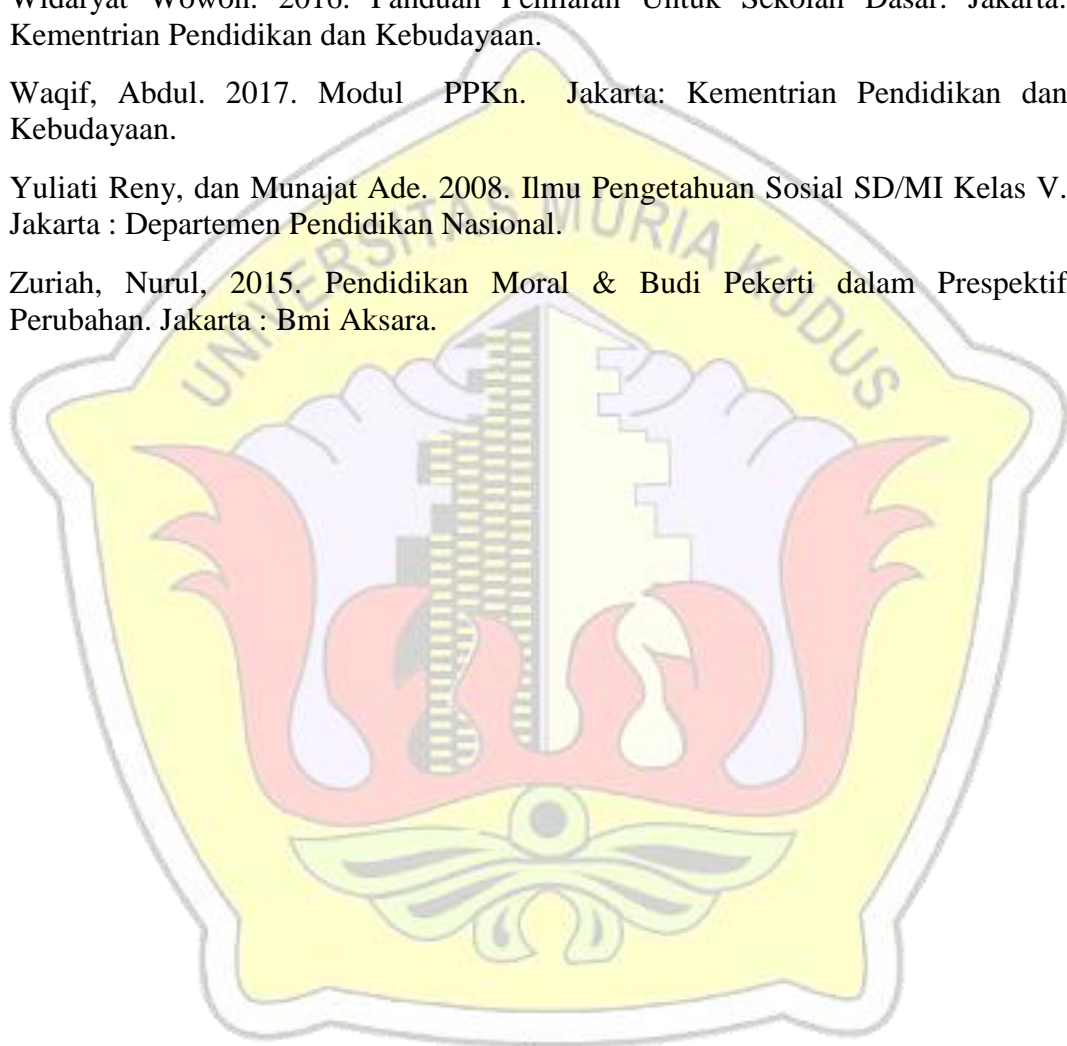 Widaryat Wowon. 2016. Panduan Penilaian Untuk Sekolah Dasar. Jakarta:
Kementrian Pendidikan dan Kebudayaan.
Waqif, Abdul. 2017. Modul PPKn. Jakarta: Kementrian Pendidikan dan
Kebudayaan.
Yuliati Reny, dan Munajat Ade. 2008. Ilmu Pengetahuan Sosial SD/MI Kelas V.
Jakarta : Departemen Pendidikan Nasional.
Zuriah, Nurul, 2015. Pendidikan Moral & Budi Pekerti dalam Prespektif
Perubahan. Jakarta : Bmi Aksara.
UNIVERSITAS MURIA KUDUS